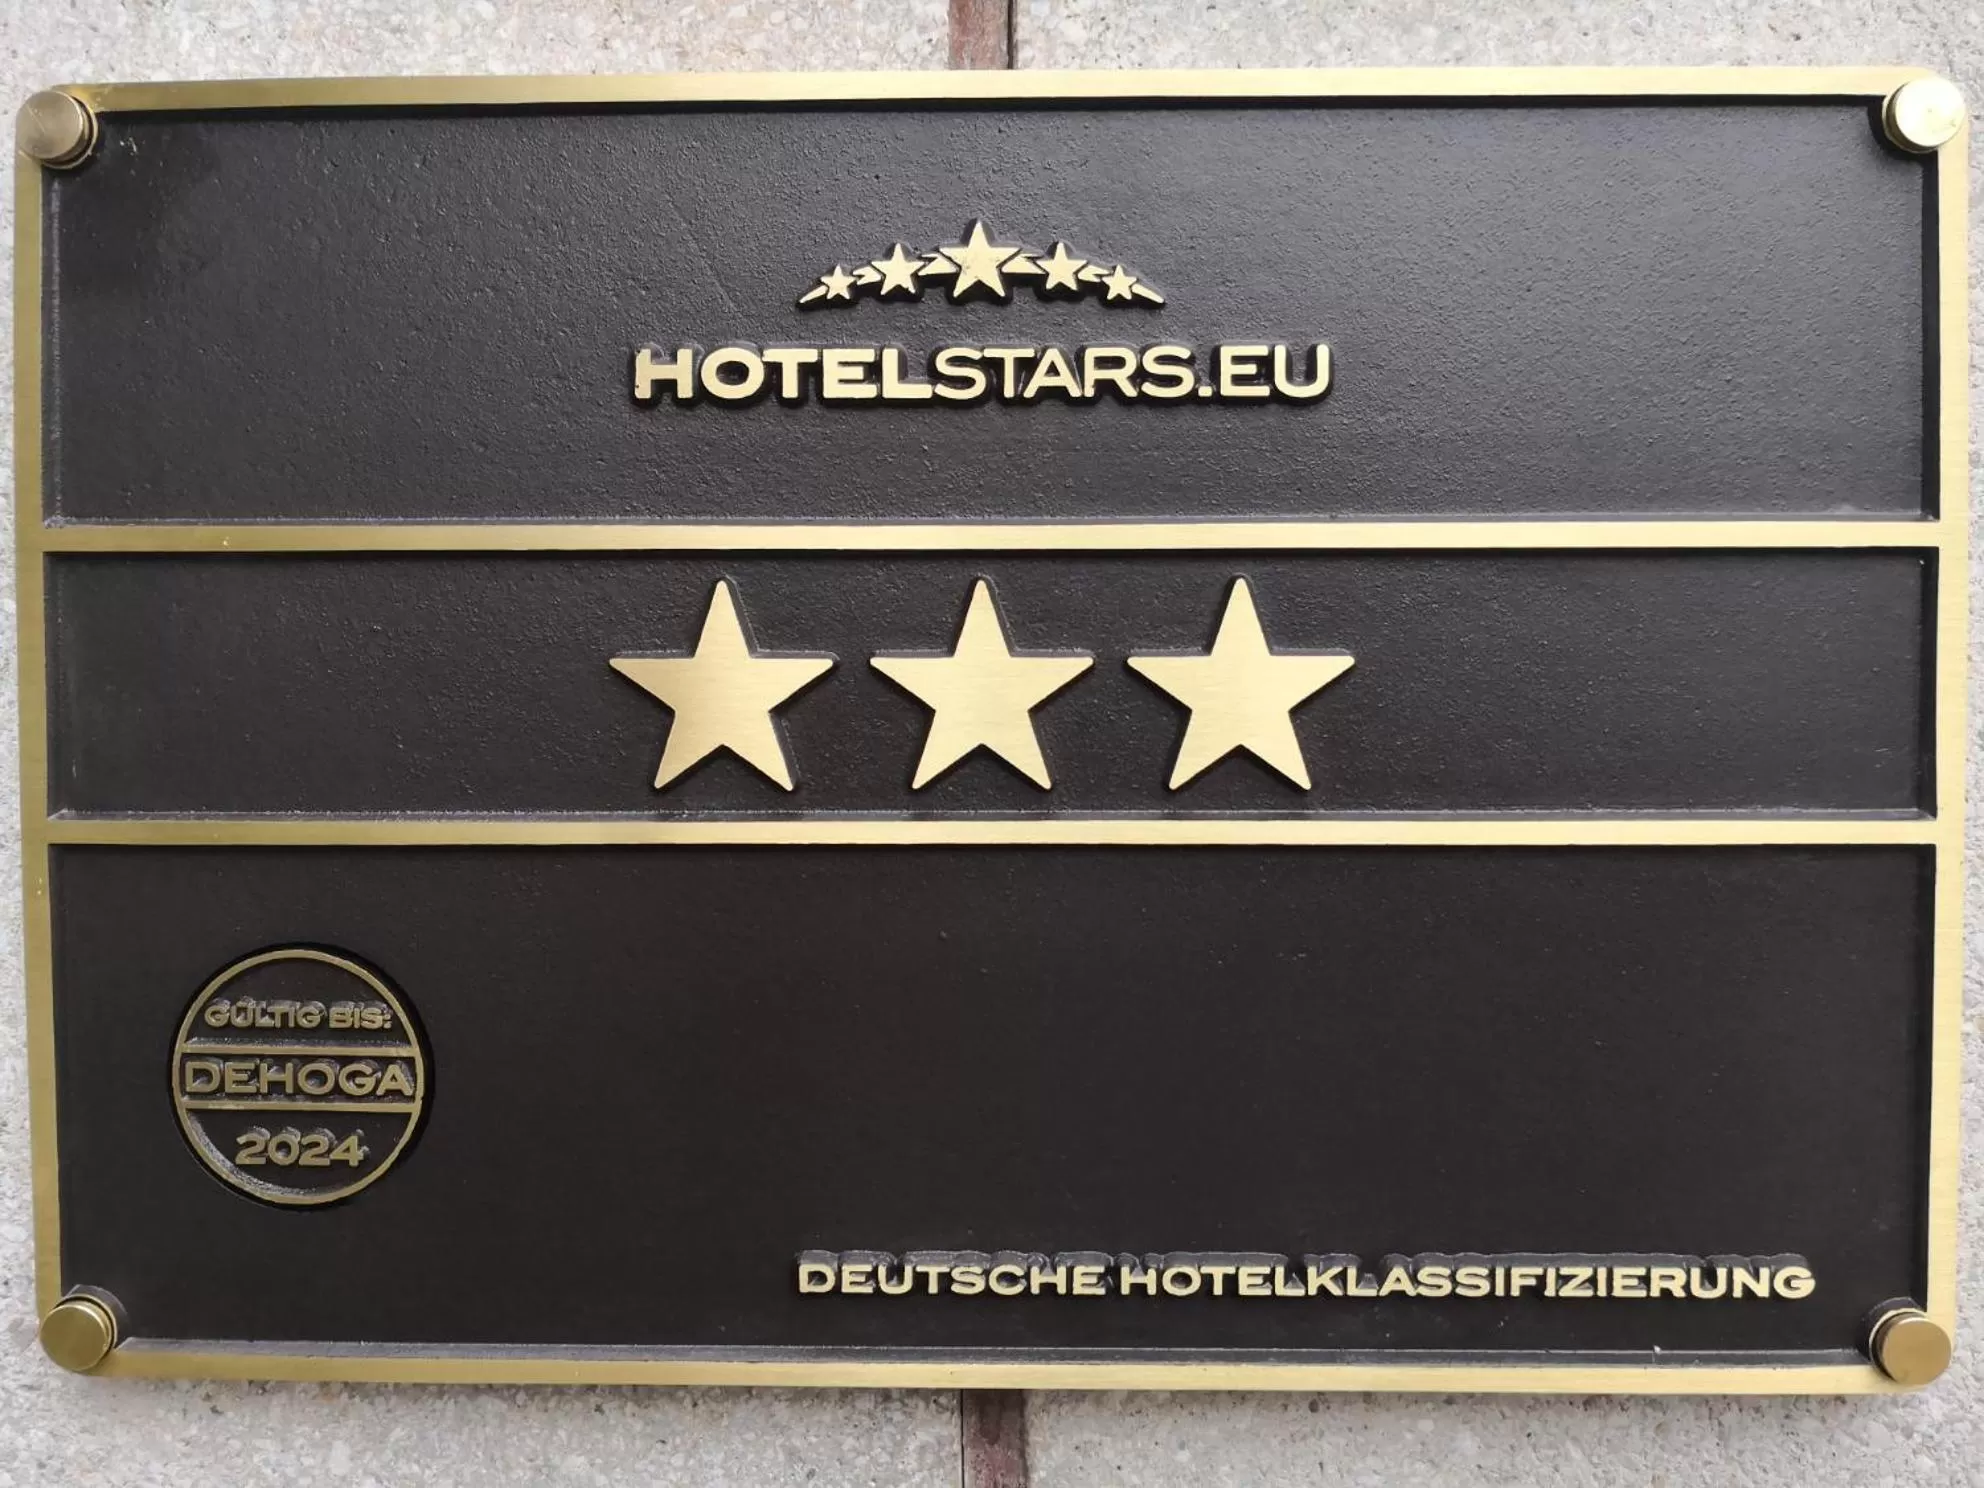 HOTELSTARS.EU
GÜLTIG BIS:
DEHOGA
2024
DEUTSCHE HOTELKLASSIFIZIERUNG